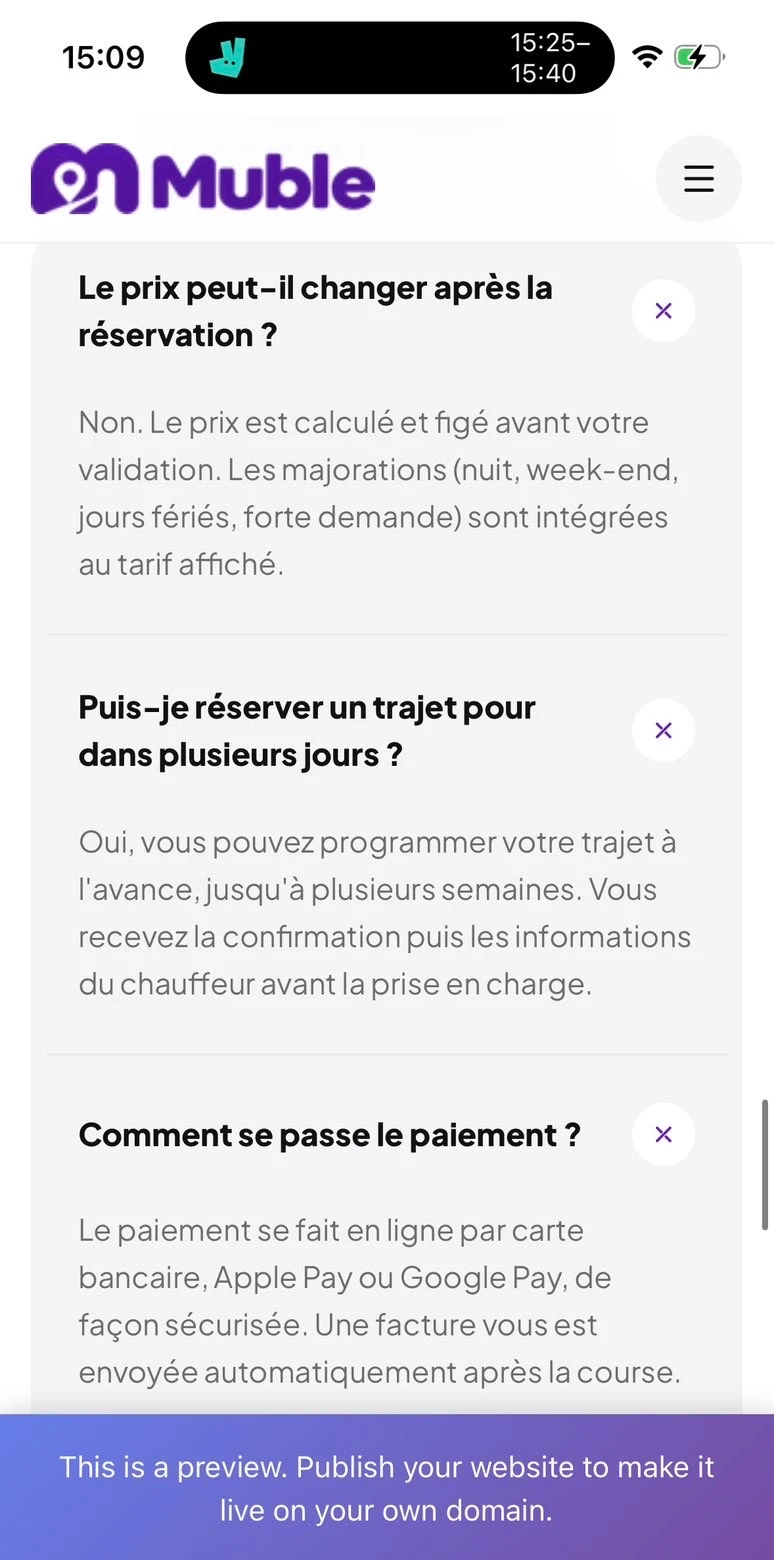 15:09
15:25–
15:40
Muble
Le prix peut-il changer après la
réservation ?
Non. Le prix est calculé et figé avant votre
validation. Les majorations (nuit, week-end,
jours fériés, forte demande) sont intégrées
au tarif affiché.
Puis-je réserver un trajet pour
dans plusieurs jours ?
Oui, vous pouvez programmer votre trajet à
l'avance, jusqu'à plusieurs semaines. Vous
recevez la confirmation puis les informations
du chauffeur avant la prise en charge.
Comment se passe le paiement ?
Le paiement se fait en ligne par carte
bancaire, Apple Pay ou Google Pay, de
façon sécurisée. Une facture vous est
envoyée automatiquement après la course.
This is a preview. Publish your website to make it
live on your own domain.